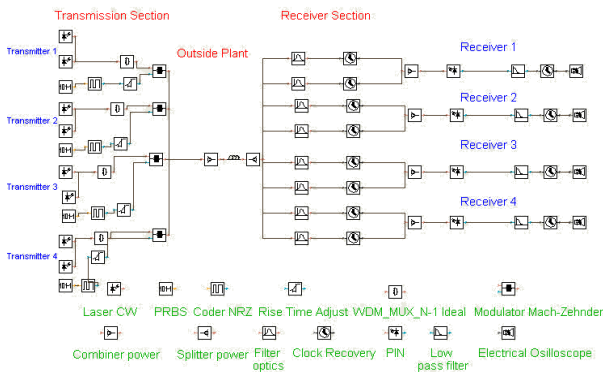 Transmission Section
Receiver Section
Transmitter 1
Outside Plant
Receiver 1
Transmitter 2
Receiver 2
Receiver 3
Transmitter 3
Receiver 4
Transmitter 4
Laser CW
PRBS
Coder NRZ
Rise Time Adjust
WDM_MUX_N-1 Ideal
Modulator Mach-Zehnder
Combiner power
Splitter power
Filter
optics
Clock Recovery
PIN
Low
pass filter
Electrical Osilloscope